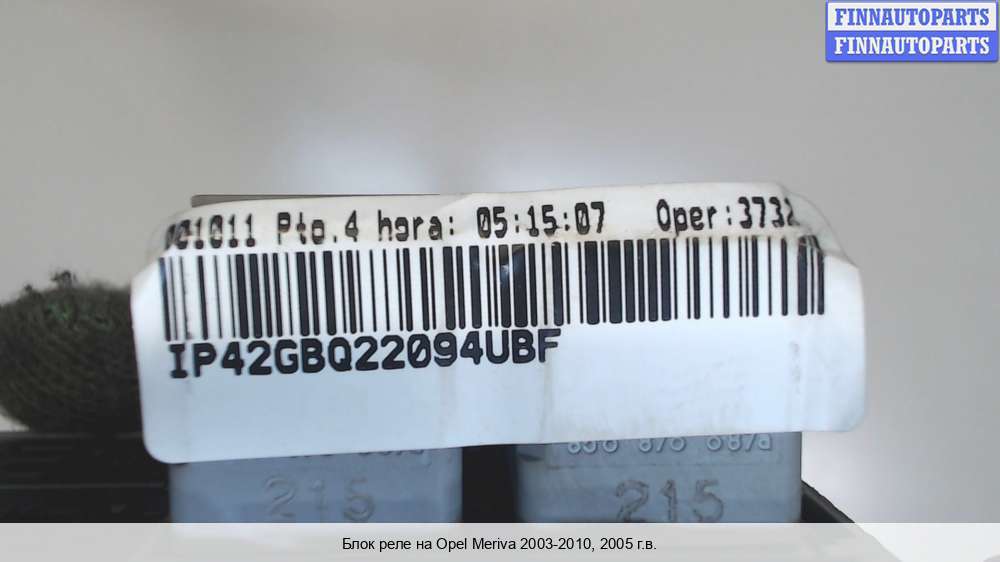 FINNAUTOPARTS
FINNAUTOPARTS
001011 Pto.4 hora: 05:15:07 Oper:3732
IP42GBQ22094UBF
215
215
Блок реле на Opel Meriva 2003-2010, 2005 г.в.